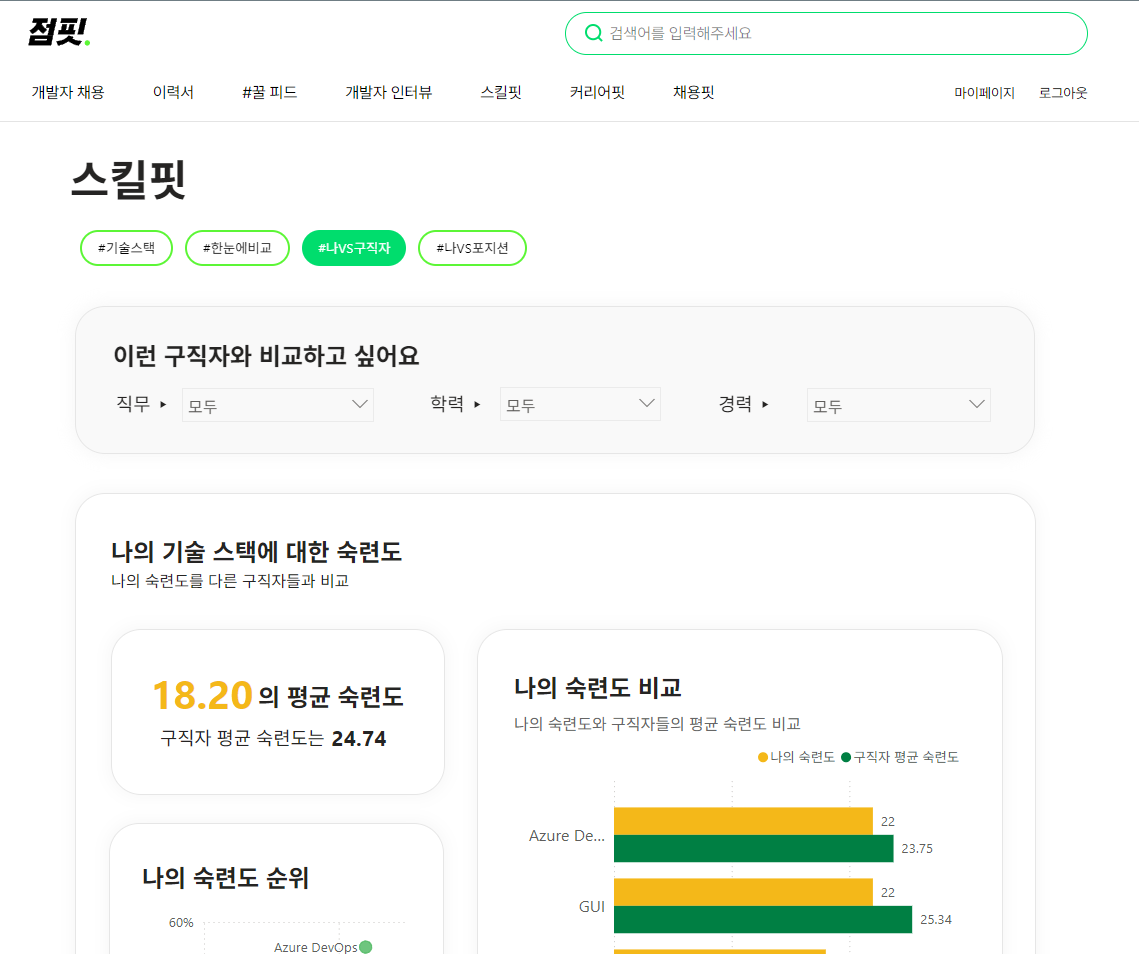 점핏.
검색어를 입력해주세요
개발자 채용 이력서 #꿀 피드 개발자 인터뷰 스킬핏 커리어핏 채용핏 마이페이지 로그아웃
스킬핏
#기술스택 #한눈에비교 #나VS구직자 #나VS포지션
이런 구직자와 비교하고 싶어요
직무 ▸ 모두 학력 ▸ 모두 경력 ▸ 모두
나의 기술 스택에 대한 숙련도
나의 숙련도를 다른 구직자들과 비교
18.20 의 평균 숙련도
구직자 평균 숙련도는 24.74
나의 숙련도 비교
나의 숙련도와 구직자들의 평균 숙련도 비교
나의 숙련도 구직자 평균 숙련도
Azure De... 22
23.75
GUI 22
25.34
나의 숙련도 순위
60%
Azure DevOps